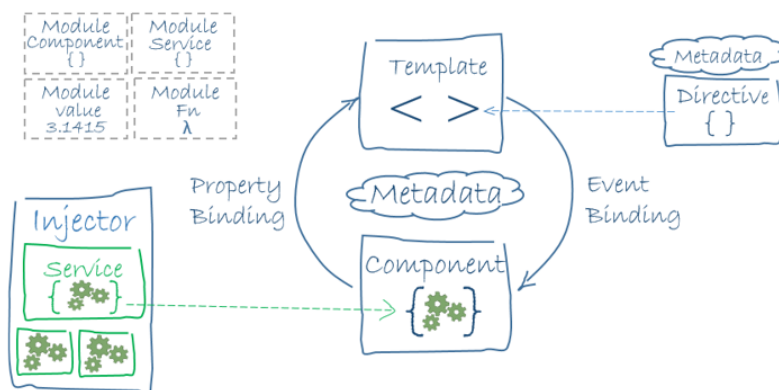 Module
Component
{ }
Module
Service
{ }
Module
value
3.1415
Module
Fn
λ
Template
< >
Metadata
Directive
{ }
Property
Binding
Metadata
Event
Binding
Injector
Service
{ }
Component
{ }